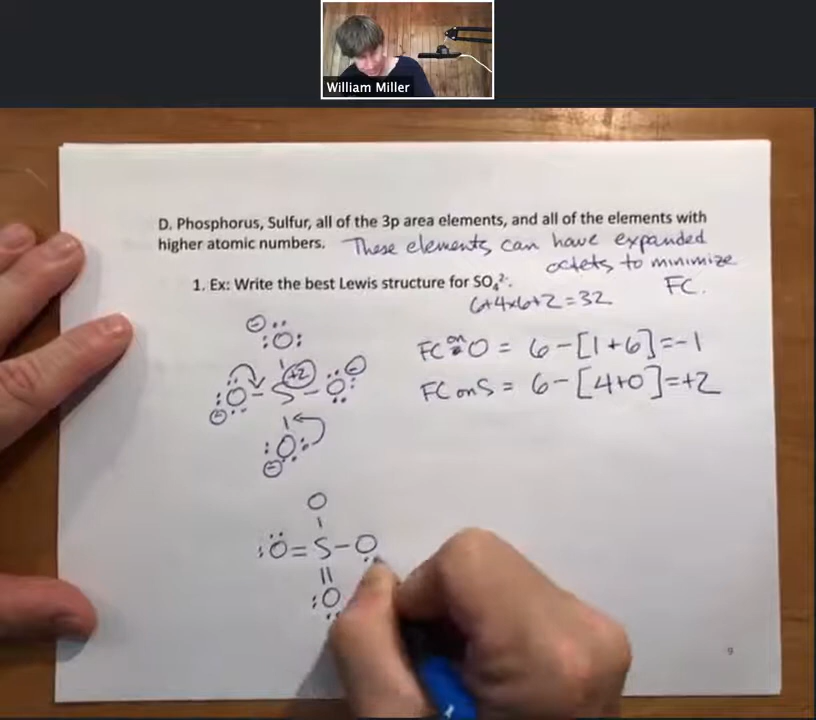 William Miller
D. Phosphorus, Sulfur, all of the 3p area elements, and all of the elements with
higher atomic numbers. These elements can have expanded
octets to minimize
FC.
1. Ex: Write the best Lewis structure for SO₄²⁻.
6+4x6+2=32
FC on O = 6-[1+6]=-1
FC on S = 6-[4+0]=+2
⊖
:O:
:O-S-O:
+2
⊖
⊖
:O:
⊖
O
:O=S-O
:O
9